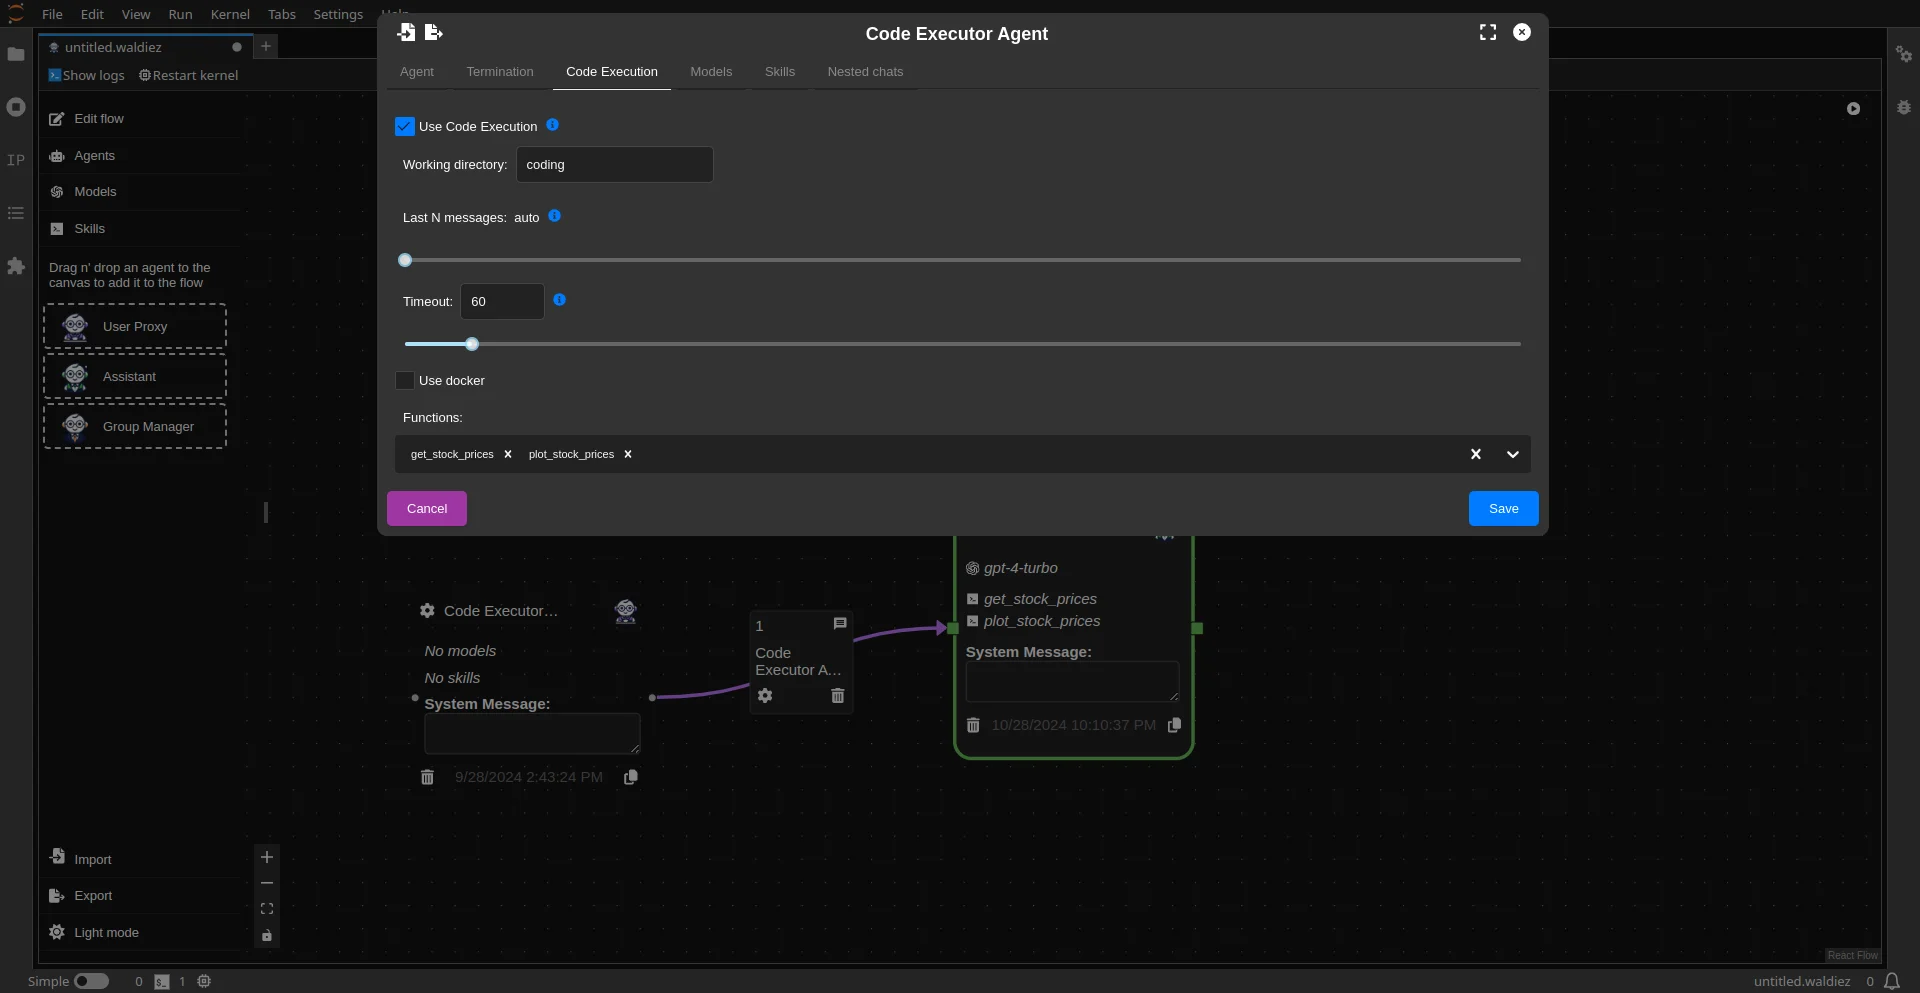 File Edit View Run Kernel Tabs Settings Help
untitled.waldiez
Show logs Restart kernel
Edit flow
Agents
Models
Skills
Drag n' drop an agent to the
canvas to add it to the flow
User Proxy
Assistant
Group Manager
Import
Export
Light mode
IP
Code Executor Agent
Agent Termination Code Execution Models Skills Nested chats
Use Code Execution
Working directory: coding
Last N messages: auto
Timeout: 60
Use docker
Functions:
get_stock_prices plot_stock_prices
Cancel Save
Code Executor...
No models
No skills
System Message:
9/28/2024 2:43:24 PM
1
Code
Executor A...
gpt-4-turbo
get_stock_prices
plot_stock_prices
System Message:
10/28/2024 10:10:37 PM
React Flow
Simple 0 1 untitled.waldiez 0